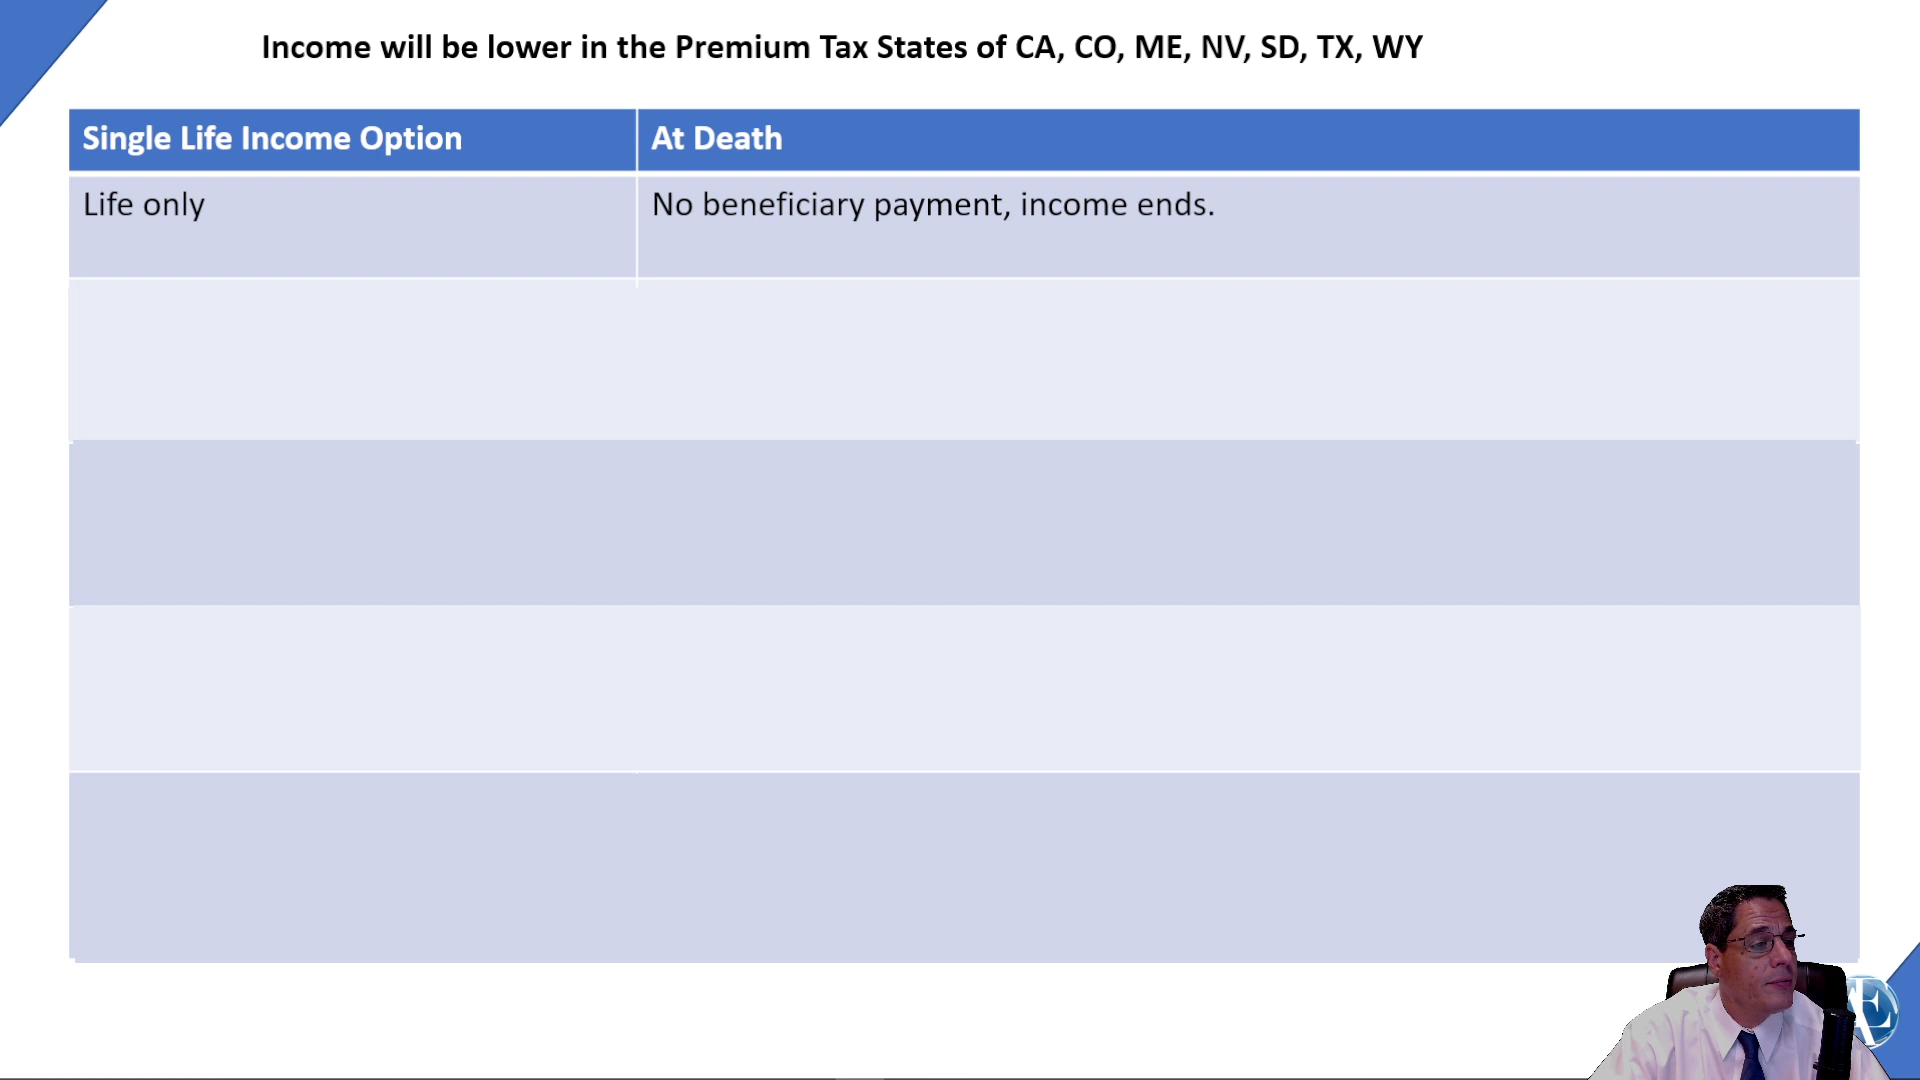 Income will be lower in the Premium Tax States of CA, CO, ME, NV, SD, TX, WY
Single Life Income Option
At Death
Life only
No beneficiary payment, income ends.